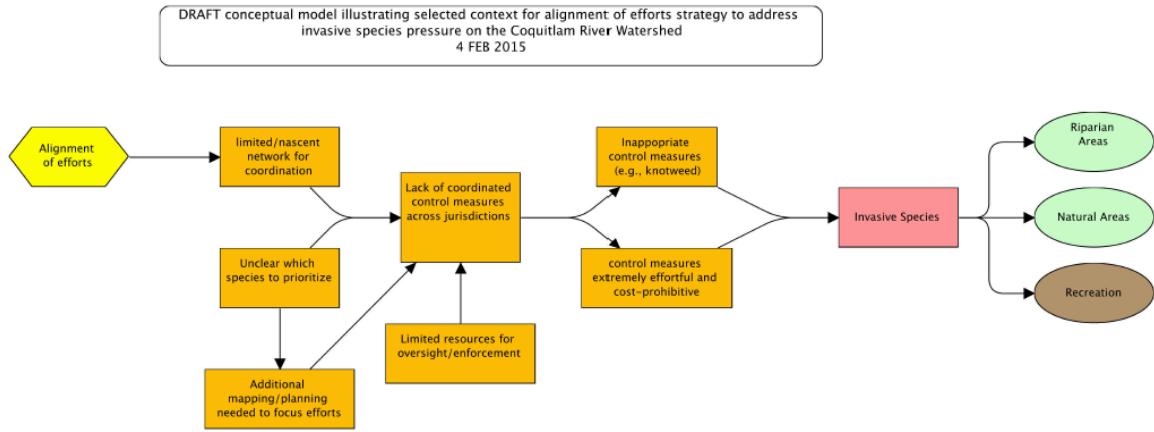 DRAFT conceptual model illustrating selected context for alignment of efforts strategy to address
invasive species pressure on the Coquitlam River Watershed
4 FEB 2015
Alignment
of efforts
limited/nascent
network for
coordination
Unclear which
species to prioritize
Additional
mapping/planning
needed to focus efforts
Lack of coordinated
control measures
across jurisdictions
Limited resources for
oversight/enforcement
Inappopriate
control measures
(e.g., knotweed)
control measures
extremely effortful and
cost-prohibitive
Invasive Species
Riparian
Areas
Natural Areas
Recreation